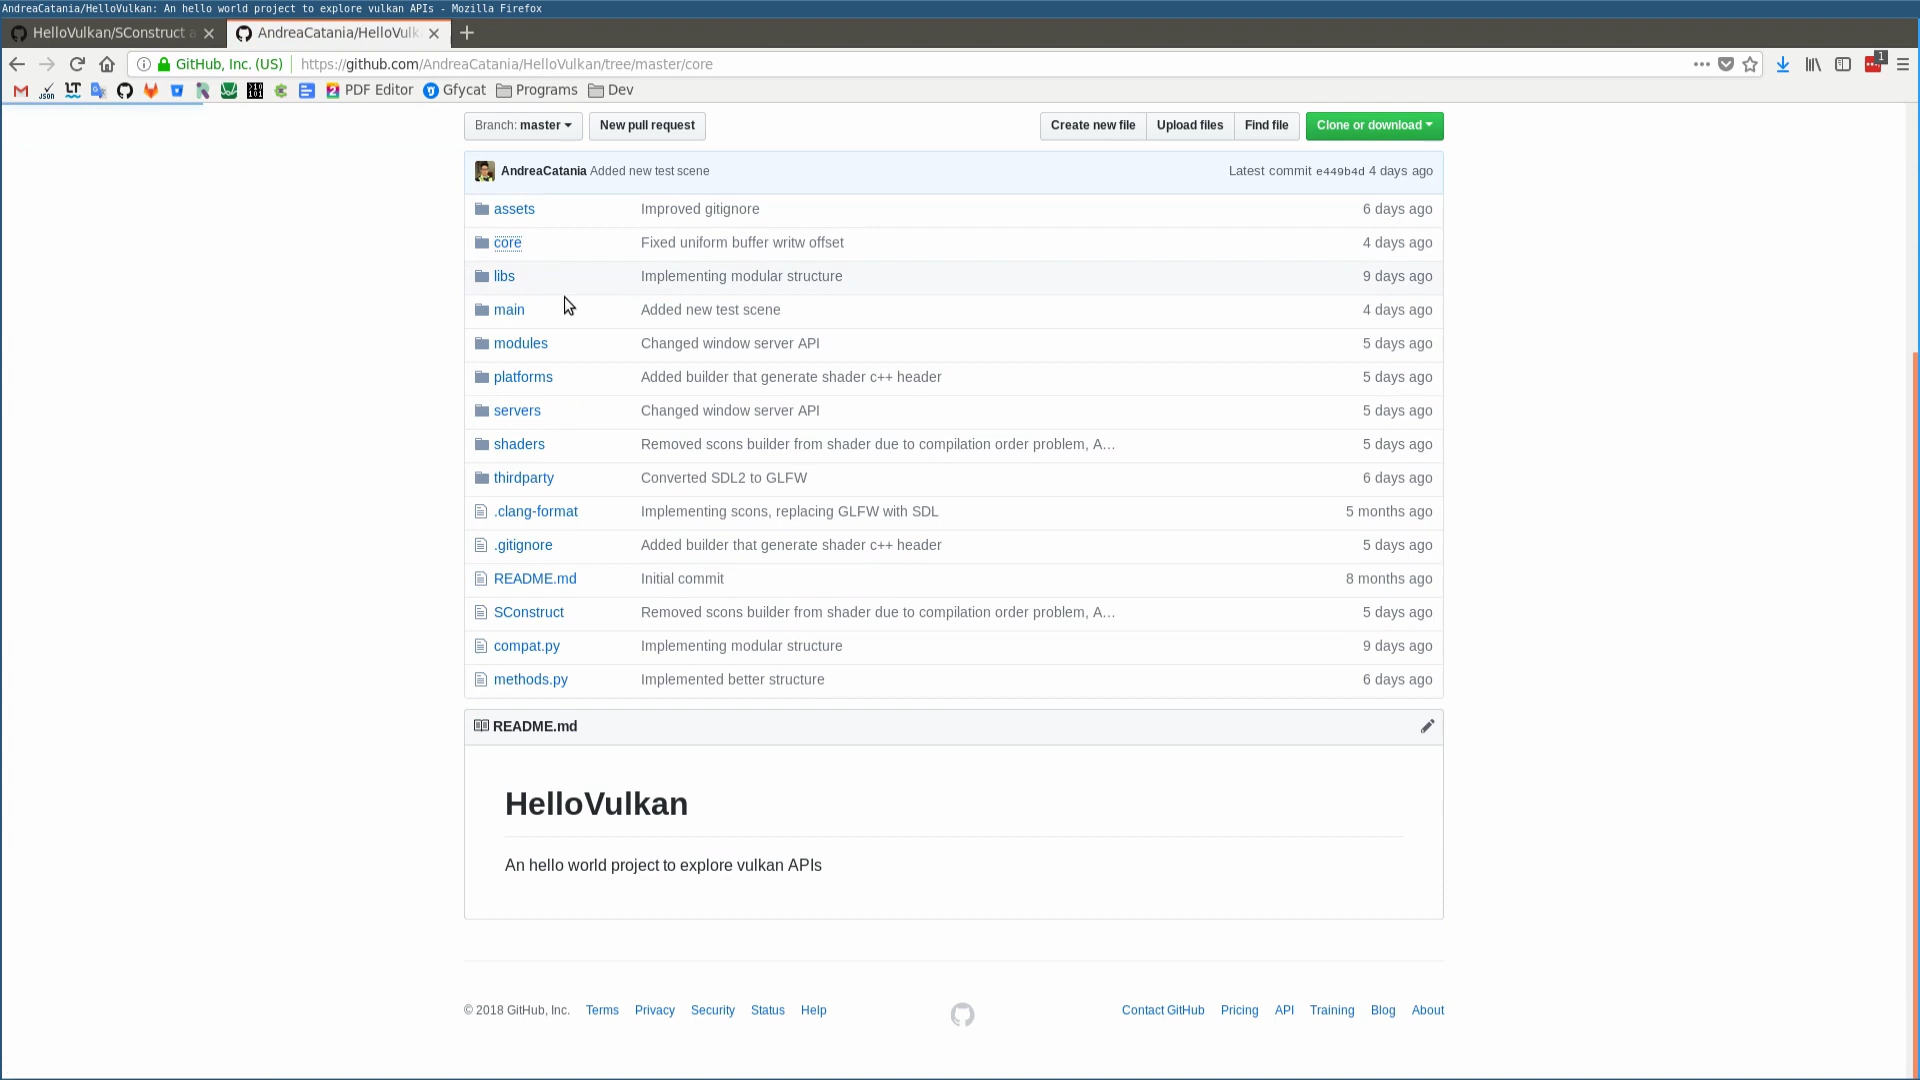 AndreaCatania/HelloVulkan: An hello world project to explore vulkan APIs - Mozilla Firefox
HelloVulkan/SConstruct a
AndreaCatania/HelloVulk
GitHub, Inc. (US)
https://github.com/AndreaCatania/HelloVulkan/tree/master/core
1
PDF Editor
Gfycat
Programs
Dev
Branch: master
New pull request
Create new file
Upload files
Find file
Clone or download
AndreaCatania Added new test scene
Latest commit e449b4d 4 days ago
assets Improved gitignore 6 days ago
core Fixed uniform buffer writw offset 4 days ago
libs Implementing modular structure 9 days ago
main Added new test scene 4 days ago
modules Changed window server API 5 days ago
platforms Added builder that generate shader c++ header 5 days ago
servers Changed window server API 5 days ago
shaders Removed scons builder from shader due to compilation order problem, A… 5 days ago
thirdparty Converted SDL2 to GLFW 6 days ago
.clang-format Implementing scons, replacing GLFW with SDL 5 months ago
.gitignore Added builder that generate shader c++ header 5 days ago
README.md Initial commit 8 months ago
SConstruct Removed scons builder from shader due to compilation order problem, A… 5 days ago
compat.py Implementing modular structure 9 days ago
methods.py Implemented better structure 6 days ago
README.md
HelloVulkan
An hello world project to explore vulkan APIs
© 2018 GitHub, Inc. Terms Privacy Security Status Help
Contact GitHub Pricing API Training Blog About